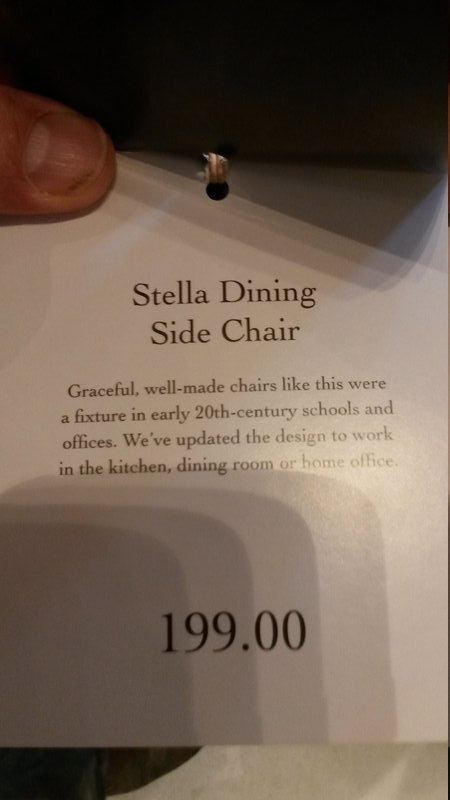 Stella Dining
Side Chair
Graceful, well-made chairs like this were
a fixture in early 20th-century schools and
offices. We've updated the design to work
in the kitchen, dining room or home office.
199.00